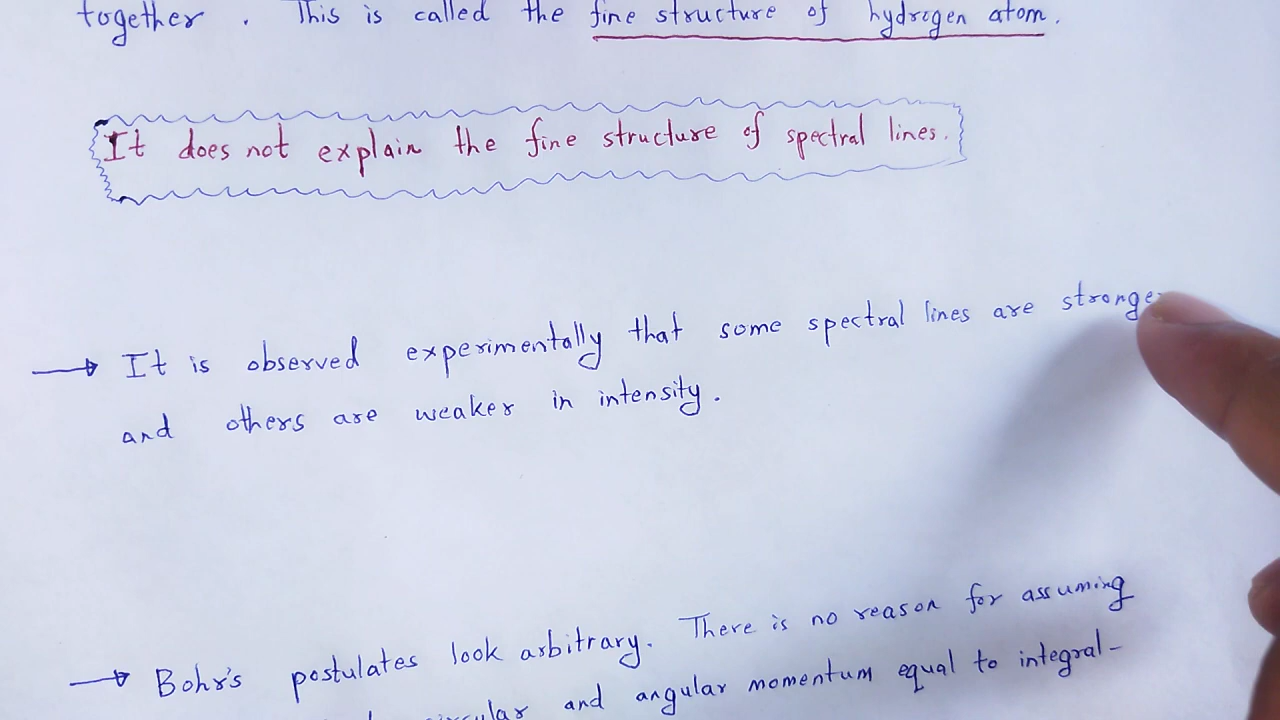 together. This is called the fine structure of hydrogen atom.
It does not explain the fine structure of spectral lines.
→ It is observed experimentally that some spectral lines are stronge
and others are weaker in intensity.
→ Bohr's postulates look arbitrary. There is no reason for assuming
circular and angular momentum equal to integral-